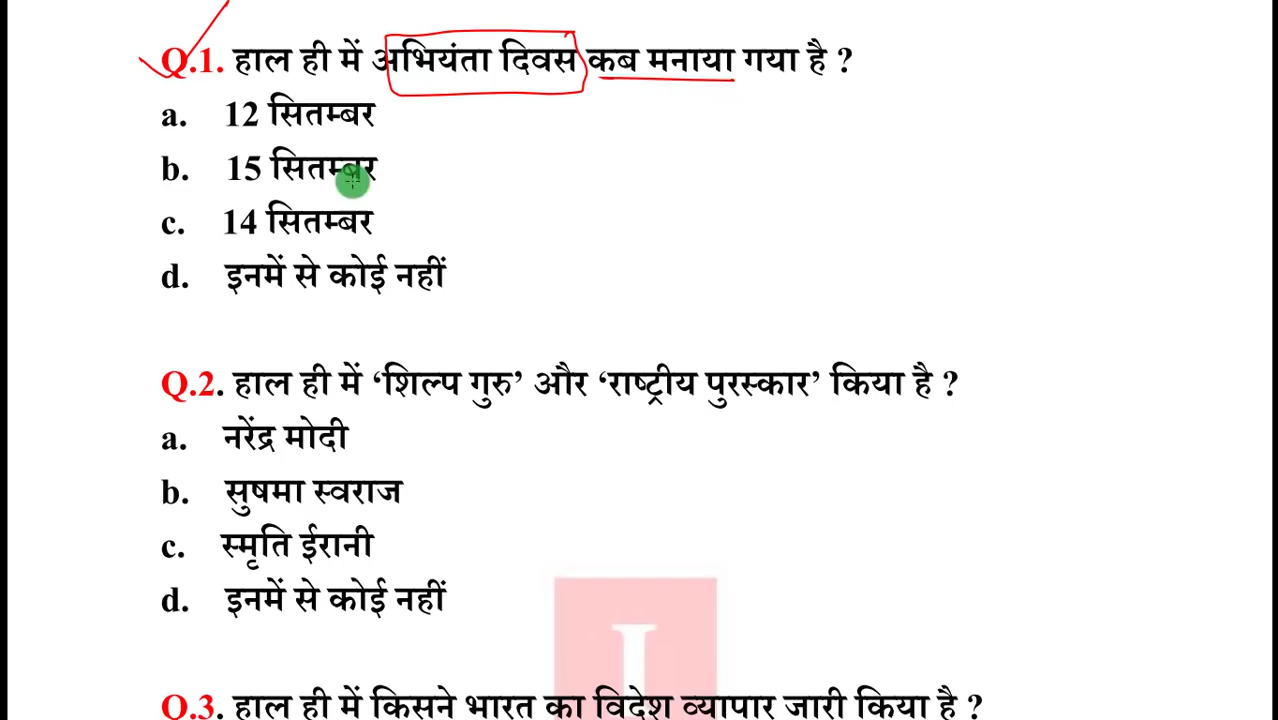 Q.1. हाल ही में अभियंता दिवस कब मनाया गया है ?
a. 12 सितम्बर
b. 15 सितम्बर
c. 14 सितम्बर
d. इनमें से कोई नहीं
Q.2. हाल ही में ‘शिल्प गुरु’ और ‘राष्ट्रीय पुरस्कार’ किया है ?
a. नरेंद्र मोदी
b. सुषमा स्वराज
c. स्मृति ईरानी
d. इनमें से कोई नहीं
I
Q.3. हाल ही में किसने भारत का विदेश व्यापार जारी किया है ?